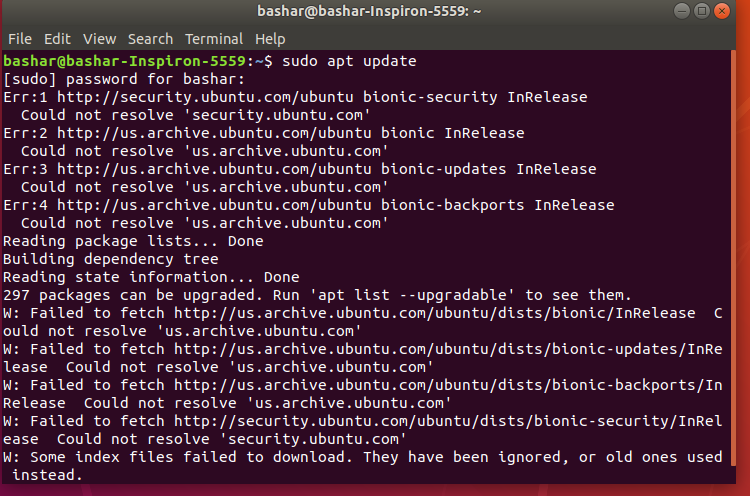 bashar@bashar-Inspiron-5559: ~
File Edit View Search Terminal Help
bashar@bashar-Inspiron-5559:~$ sudo apt update
[sudo] password for bashar:
Err:1 http://security.ubuntu.com/ubuntu bionic-security InRelease
  Could not resolve 'security.ubuntu.com'
Err:2 http://us.archive.ubuntu.com/ubuntu bionic InRelease
  Could not resolve 'us.archive.ubuntu.com'
Err:3 http://us.archive.ubuntu.com/ubuntu bionic-updates InRelease
  Could not resolve 'us.archive.ubuntu.com'
Err:4 http://us.archive.ubuntu.com/ubuntu bionic-backports InRelease
  Could not resolve 'us.archive.ubuntu.com'
Reading package lists... Done
Building dependency tree
Reading state information... Done
297 packages can be upgraded. Run 'apt list --upgradable' to see them.
W: Failed to fetch http://us.archive.ubuntu.com/ubuntu/dists/bionic/InRelease  C
ould not resolve 'us.archive.ubuntu.com'
W: Failed to fetch http://us.archive.ubuntu.com/ubuntu/dists/bionic-updates/InRe
lease  Could not resolve 'us.archive.ubuntu.com'
W: Failed to fetch http://us.archive.ubuntu.com/ubuntu/dists/bionic-backports/In
Release  Could not resolve 'us.archive.ubuntu.com'
W: Failed to fetch http://security.ubuntu.com/ubuntu/dists/bionic-security/InRel
ease  Could not resolve 'security.ubuntu.com'
W: Some index files failed to download. They have been ignored, or old ones used
 instead.